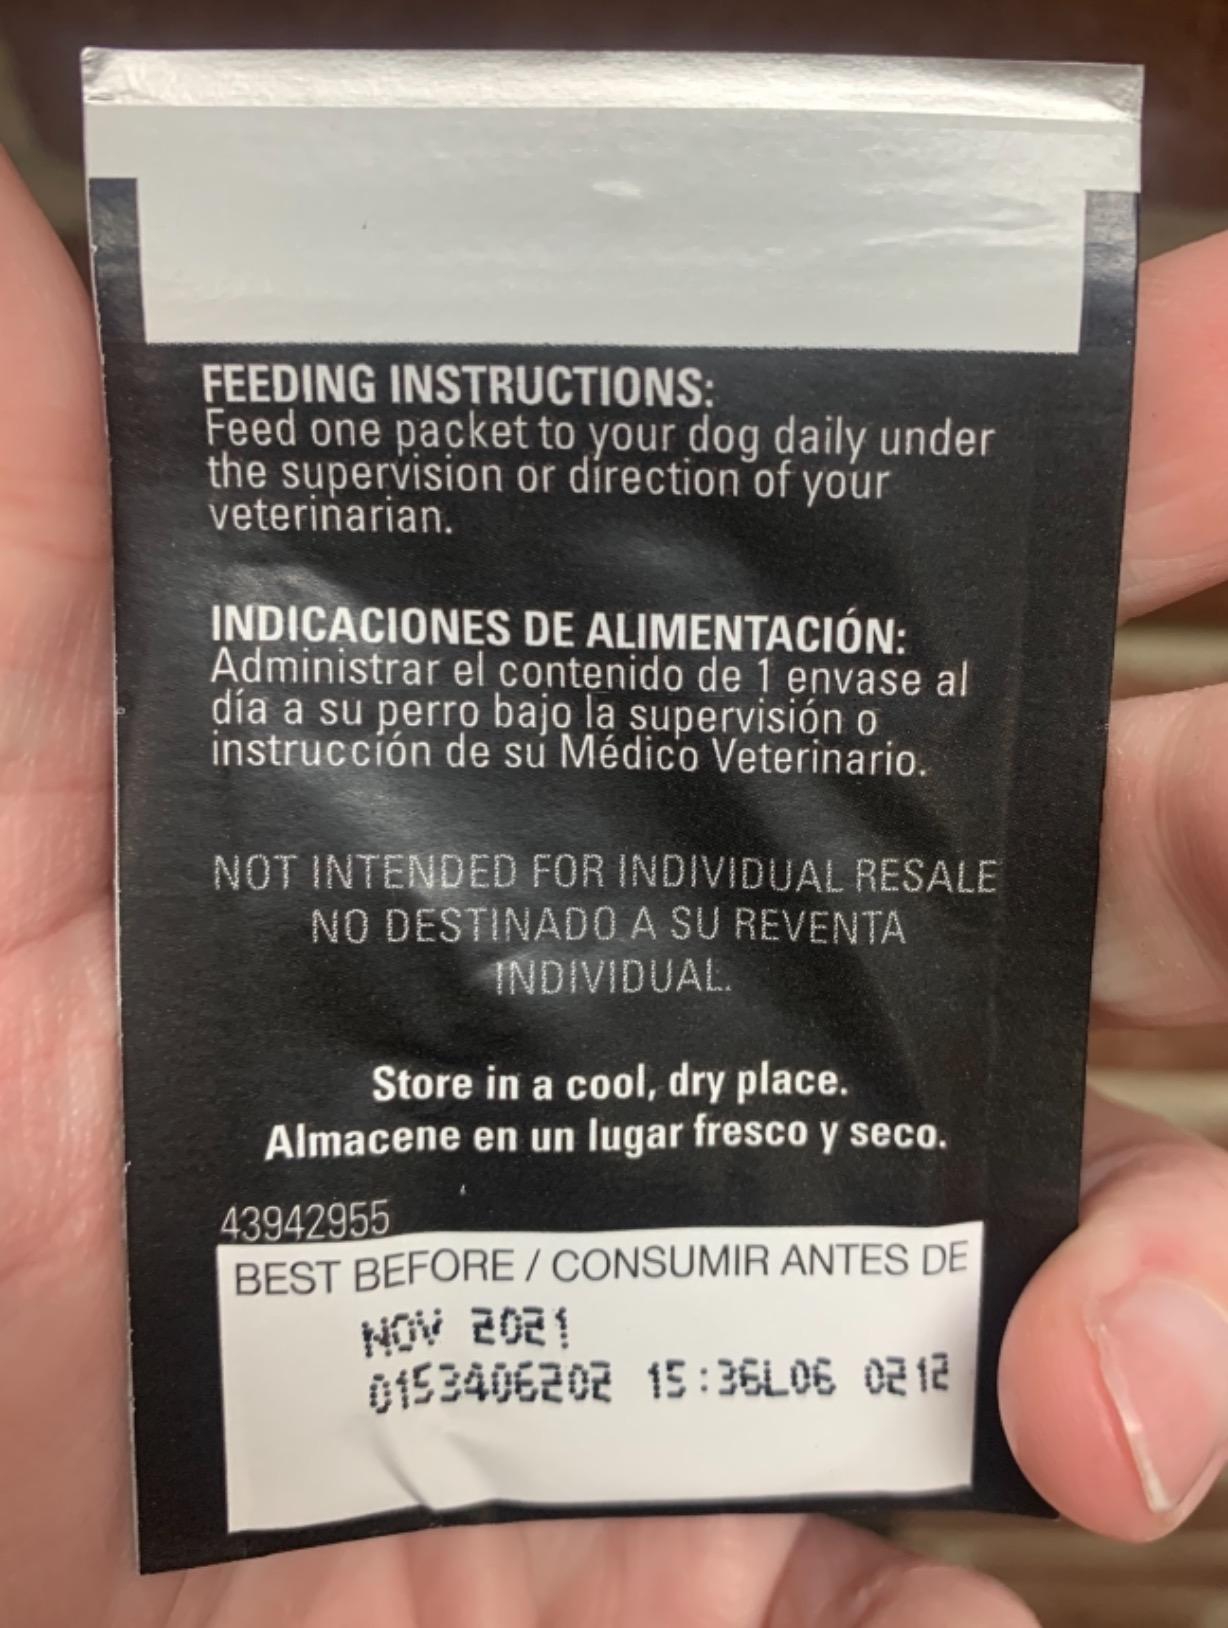 FEEDING INSTRUCTIONS:
Feed one packet to your dog daily under
the supervision or direction of your
veterinarian.
INDICACIONES DE ALIMENTACIÓN:
Administrar el contenido de 1 envase al
día a su perro bajo la supervisión o
instrucción de su Médico Veterinario.
NOT INTENDED FOR INDIVIDUAL RESALE
NO DESTINADO A SU REVENTA
INDIVIDUAL.
Store in a cool, dry place.
Almacene en un lugar fresco y seco.
43942955
BEST BEFORE / CONSUMIR ANTES DE
NOV 2021
0153406202 15:36L06 0212